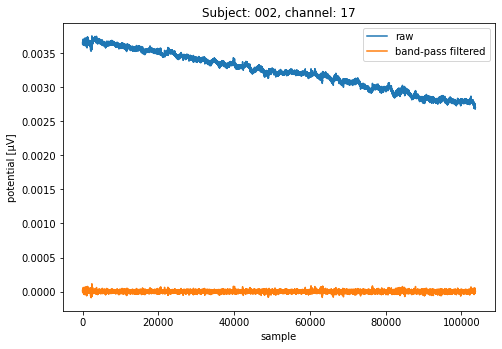 Subject: 002, channel: 17
raw
band-pass filtered
0.0035
0.0030
0.0025
0.0020
0.0015
0.0010
0.0005
0.0000
potential [μV]
0 20000 40000 60000 80000 100000
sample